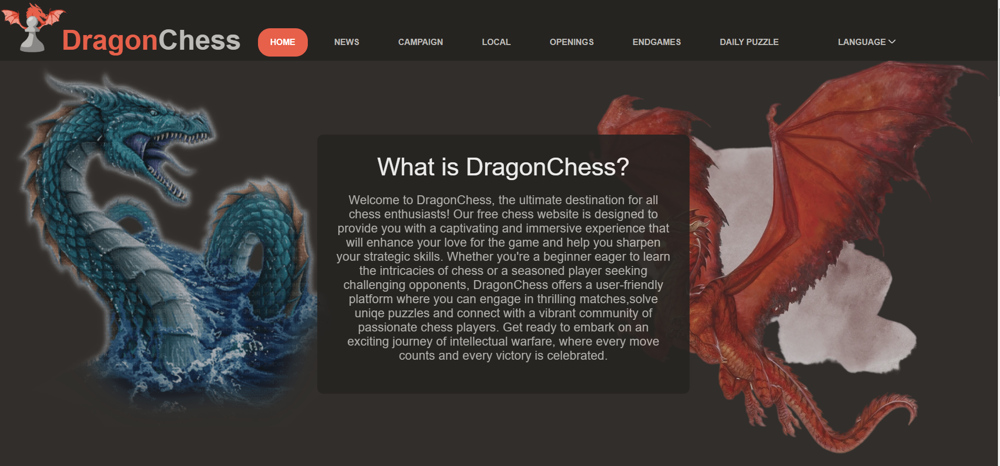 DragonChess
HOME
NEWS
CAMPAIGN
LOCAL
OPENINGS
ENDGAMES
DAILY PUZZLE
LANGUAGE
What is DragonChess?
Welcome to DragonChess, the ultimate destination for all
chess enthusiasts! Our free chess website is designed to
provide you with a captivating and immersive experience that
will enhance your love for the game and help you sharpen
your strategic skills. Whether you're a beginner eager to learn
the intricacies of chess or a seasoned player seeking
challenging opponents, DragonChess offers a user-friendly
platform where you can engage in thrilling matches,solve
uniqe puzzles and connect with a vibrant community of
passionate chess players. Get ready to embark on an
exciting journey of intellectual warfare, where every move
counts and every victory is celebrated.